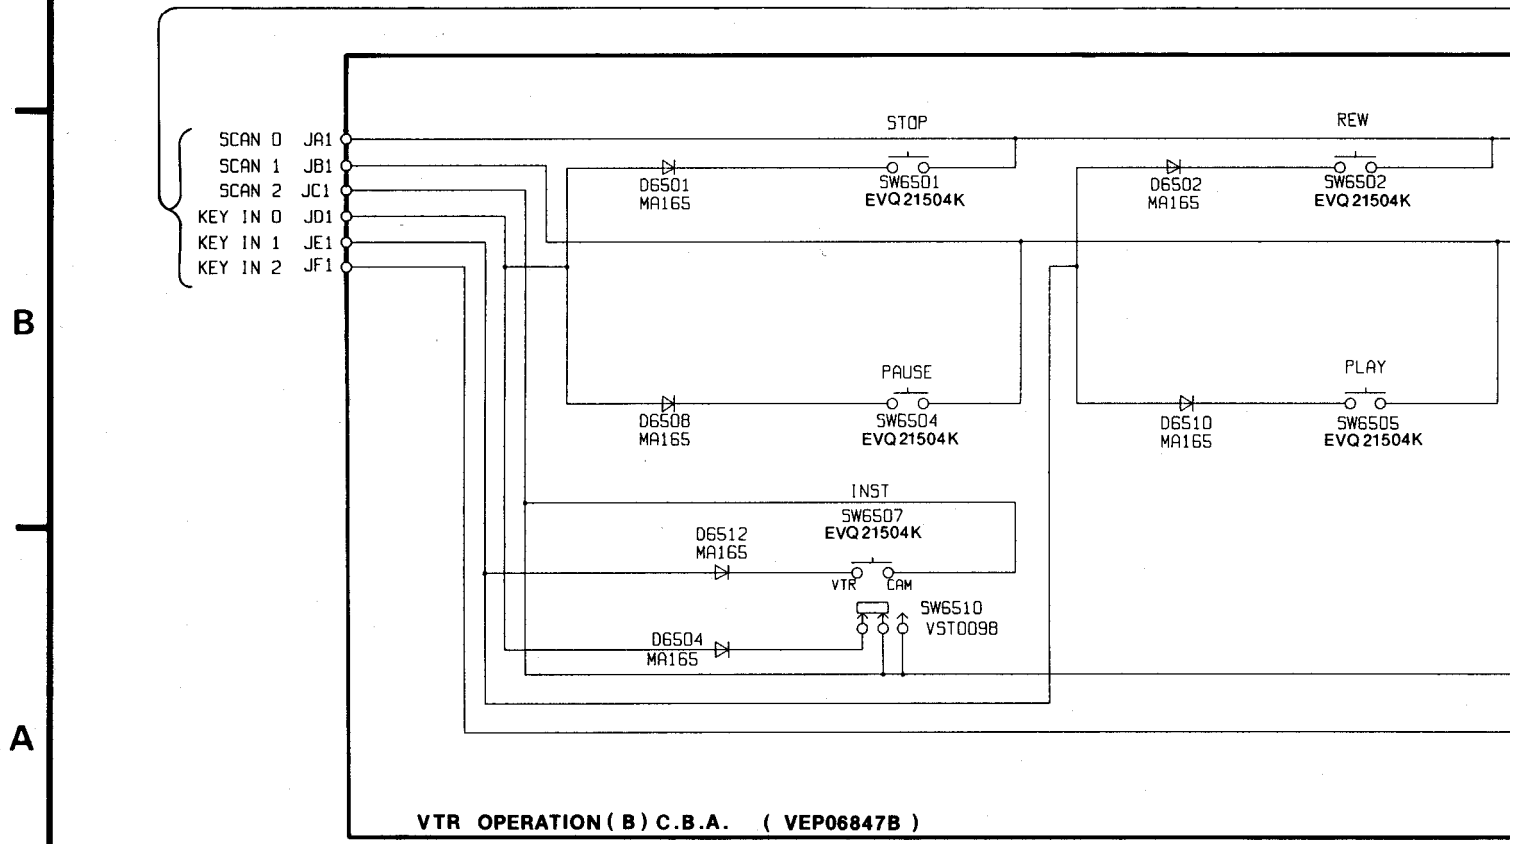 STOP
REW
SCAN 0 JA1
SCAN 1 JB1
SCAN 2 JC1
KEY IN 0 JD1
KEY IN 1 JE1
KEY IN 2 JF1
D6501
MA165
SW6501
EVQ21504K
D6502
MA165
SW6502
EVQ21504K
B
PAUSE
PLAY
D6508
MA165
SW6504
EVQ21504K
D6510
MA165
SW6505
EVQ21504K
INST
SW6507
EVQ21504K
D6512
MA165
VTR CAM
SW6510
VST0098
D6504
MA165
A
VTR OPERATION (B) C.B.A. ( VEP06847B )